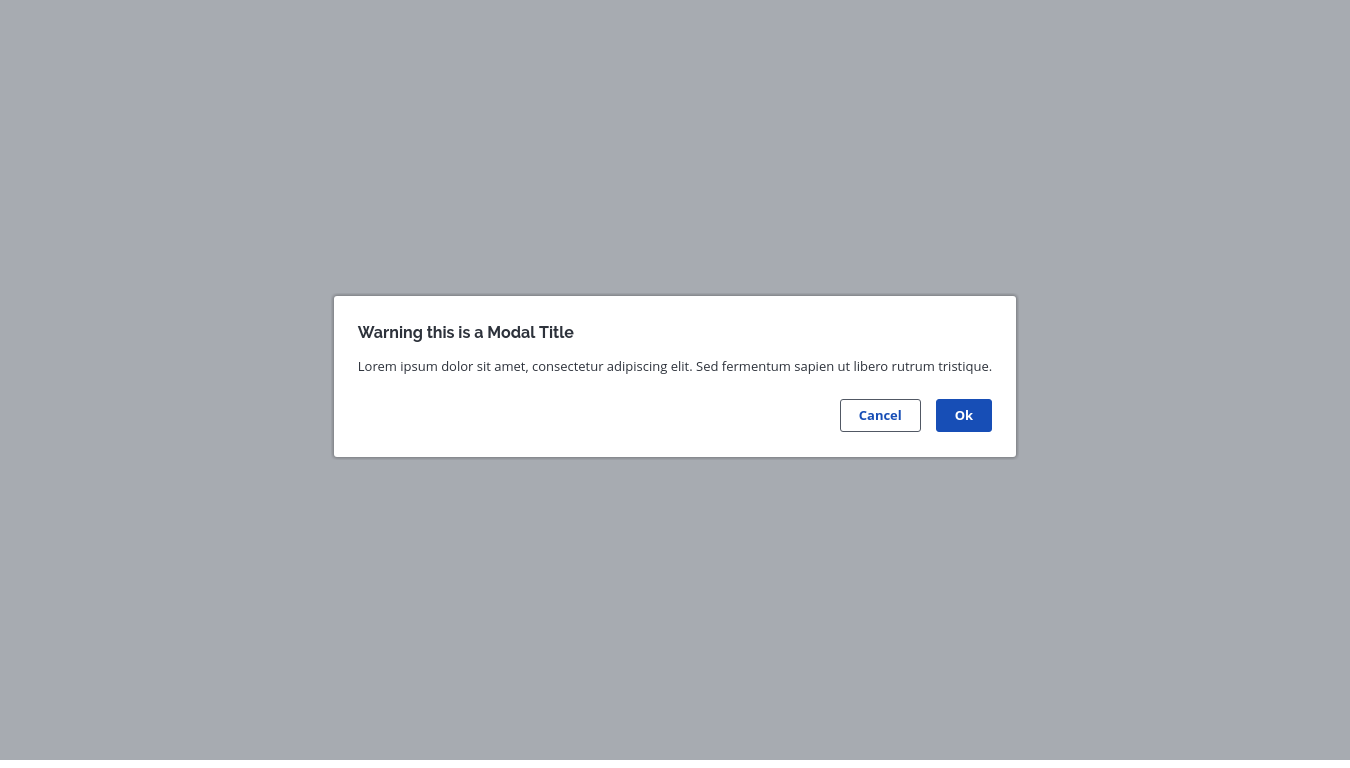 Warning this is a Modal Title
Lorem ipsum dolor sit amet, consectetur adipiscing elit. Sed fermentum sapien ut libero rutrum tristique.
Cancel
Ok